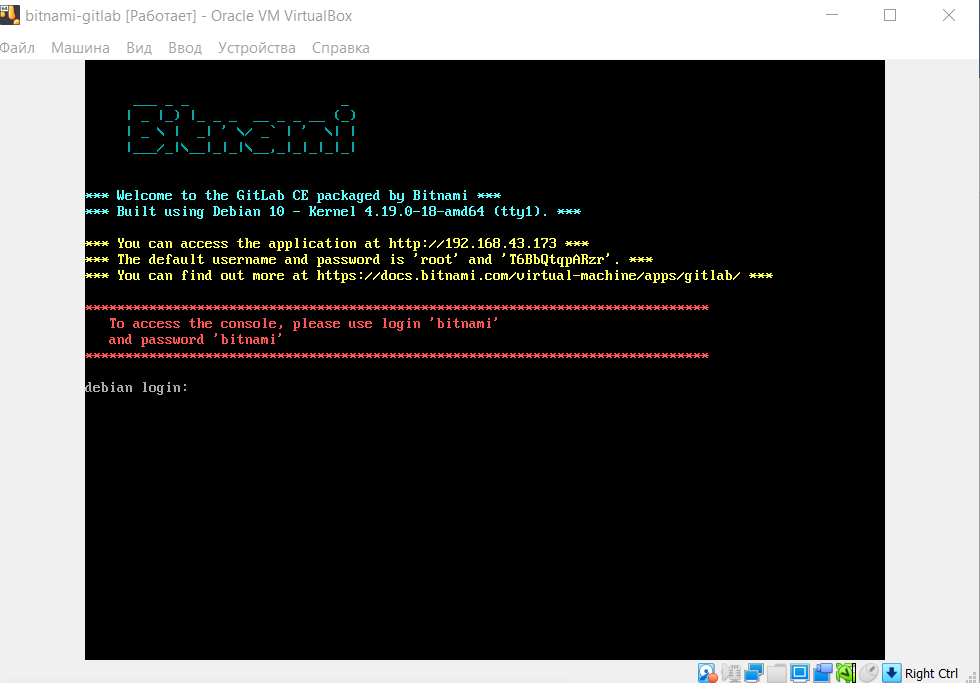 bitnami-gitlab [Работает] - Oracle VM VirtualBox
Файл Машина Вид Ввод Устройства Справка
Bitnami
*** Welcome to the GitLab CE packaged by Bitnami ***
*** Built using Debian 10 - Kernel 4.19.0-18-amd64 (tty1). ***
*** You can access the application at http://192.168.43.173 ***
*** The default username and password is 'root' and 'T6BbQtqpARzr'. ***
*** You can find out more at https://docs.bitnami.com/virtual-machine/apps/gitlab/ ***
******************************************************************************
To access the console, please use login 'bitnami'
and password 'bitnami'
******************************************************************************
debian login:
Right Ctrl